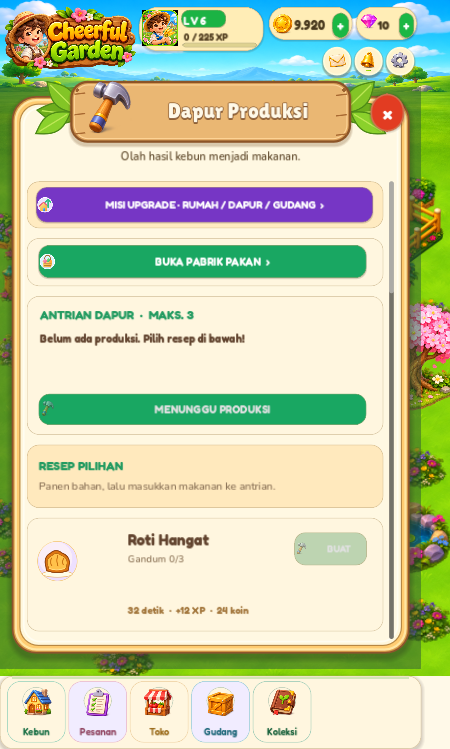 Cheerful
Garden
LV 6
0 / 225 XP
9.920
+
10
+
Dapur Produksi
Olah hasil kebun menjadi makanan.
MISI UPGRADE · RUMAH / DAPUR / GUDANG ›
BUKA PABRIK PAKAN ›
ANTRIAN DAPUR · MAKS. 3
Belum ada produksi. Pilih resep di bawah!
MENUNGGU PRODUKSI
RESEP PILIHAN
Panen bahan, lalu masukkan makanan ke antrian.
Roti Hangat
Gandum 0/3
BUAT
32 detik · +12 XP · 24 koin
Kebun
Pesanan
Toko
Gudang
Koleksi